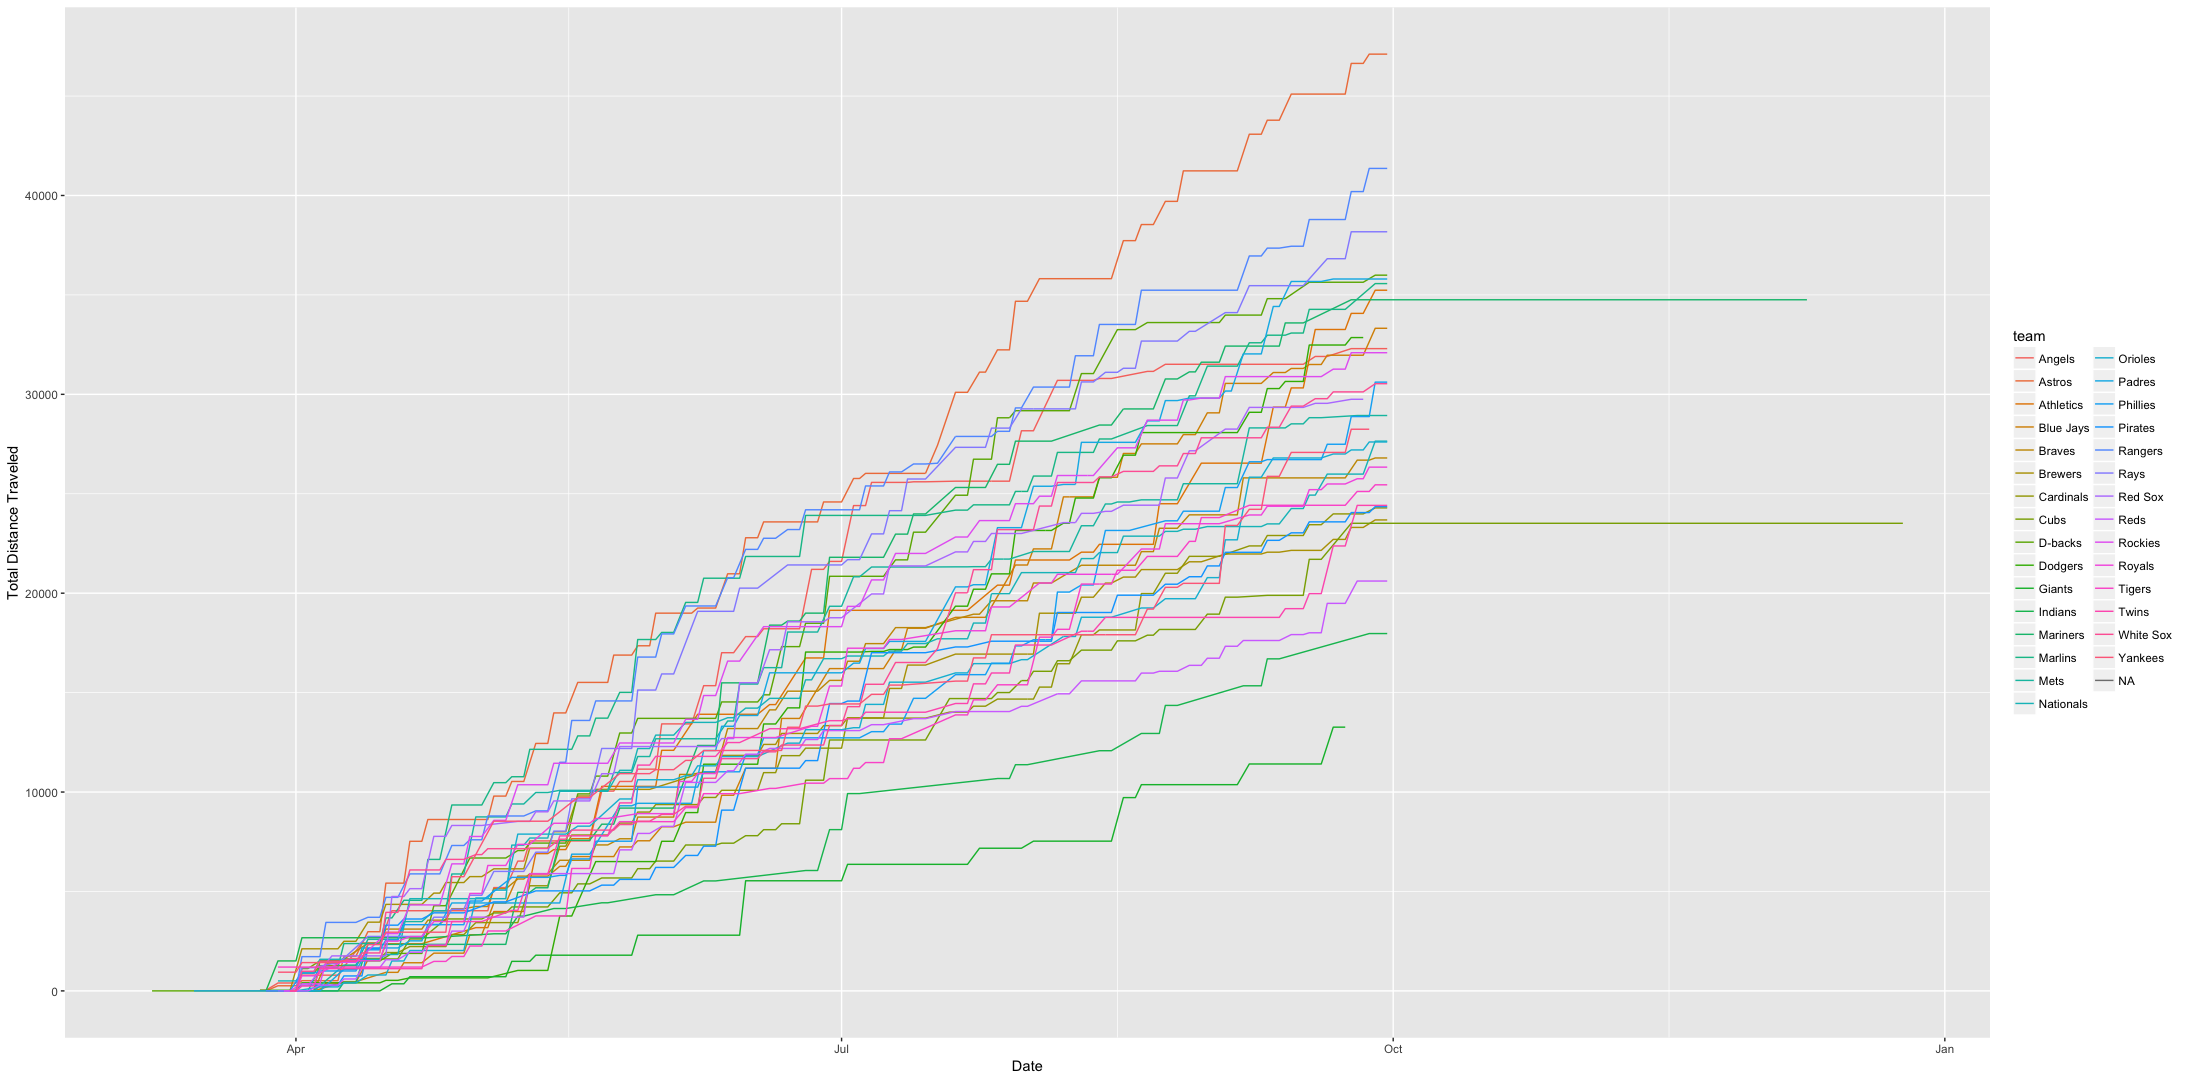 Total Distance Traveled
40000
30000
20000
10000
0
Apr
Jul
Oct
Jan
Date
team
Angels
Astros
Athletics
Blue Jays
Braves
Brewers
Cardinals
Cubs
D-backs
Dodgers
Giants
Indians
Mariners
Marlins
Mets
Nationals
Orioles
Padres
Phillies
Pirates
Rangers
Rays
Red Sox
Reds
Rockies
Royals
Tigers
Twins
White Sox
Yankees
NA